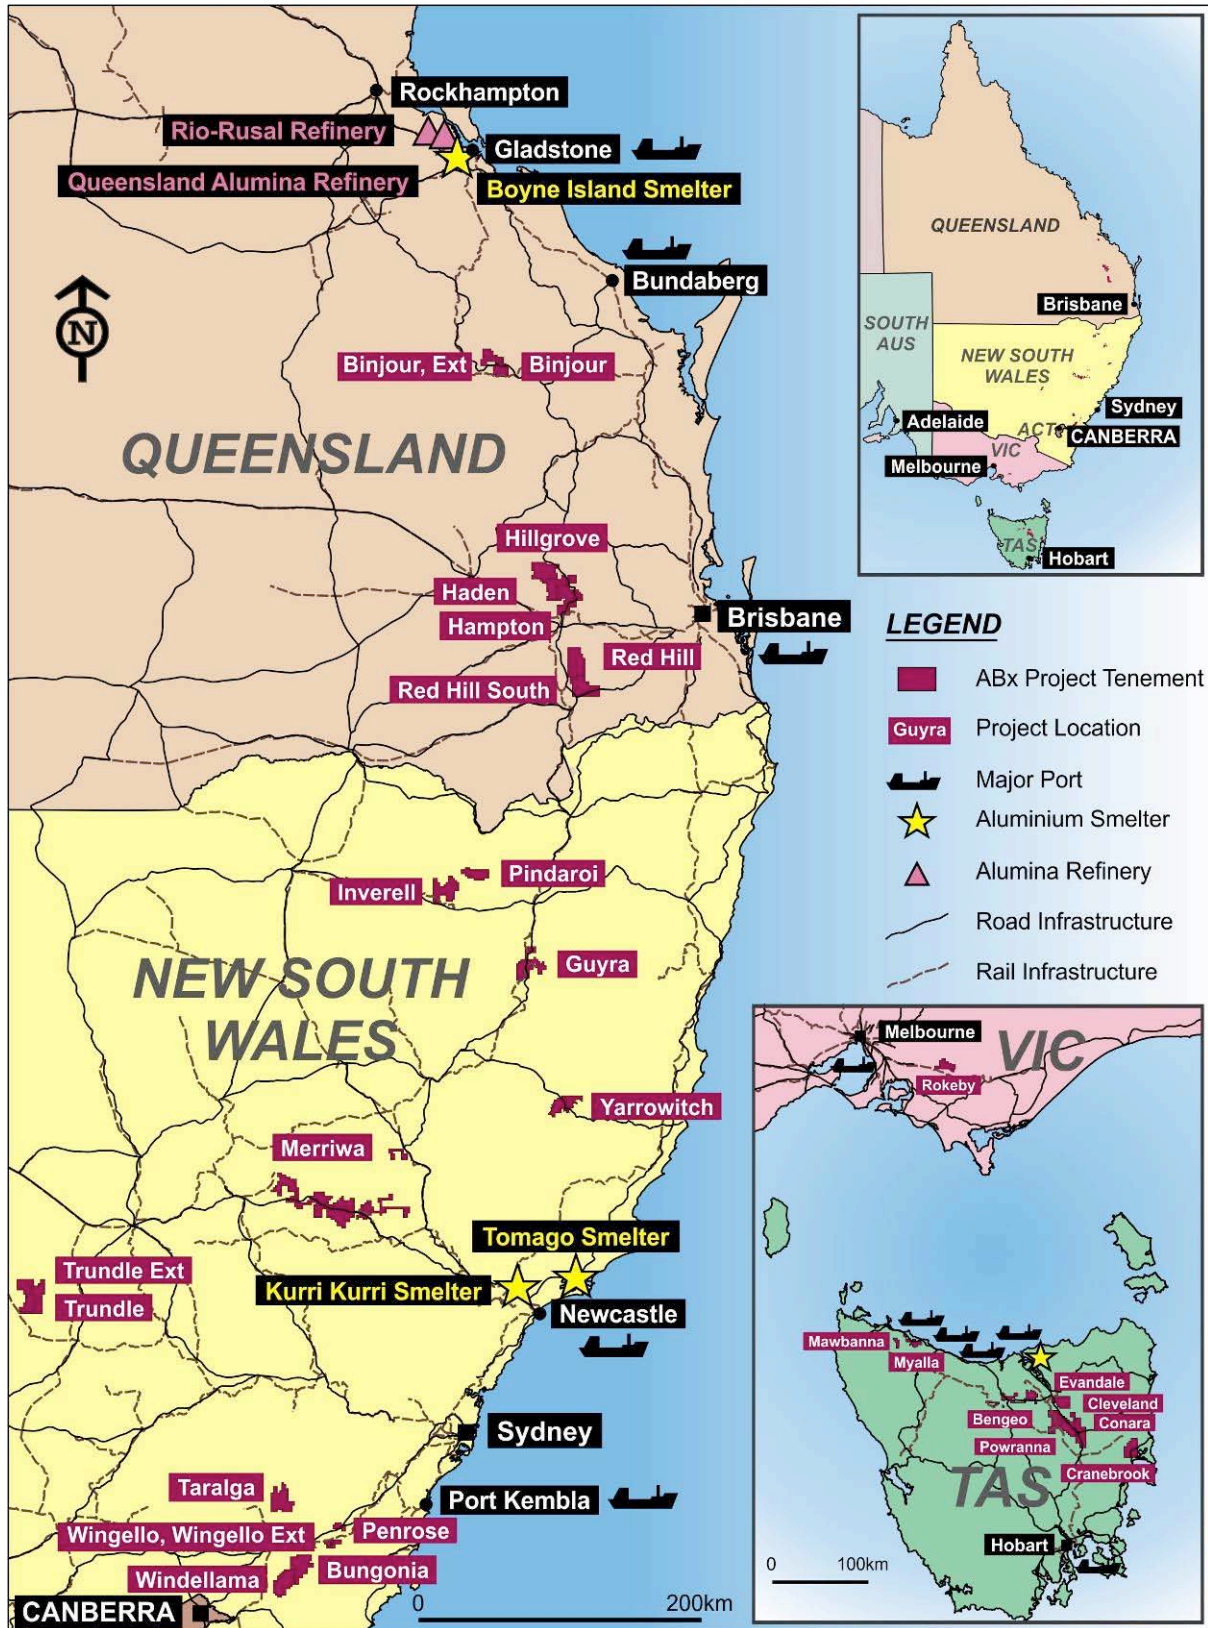 Rockhampton
Rio-Rusal Refinery
Gladstone
Queensland Alumina Refinery
Boyne Island Smelter
Bundaberg
N
Binjour, Ext
Binjour
QUEENSLAND
Hillgrove
Haden
Hampton
Brisbane
Red Hill
Red Hill South
Pindaroi
Inverell
Guyra
NEW SOUTH
WALES
Yarrowitch
Merriwa
Tomago Smelter
Trundle Ext
Kurri Kurri Smelter
Trundle
Newcastle
Sydney
Taralga
Port Kembla
Wingello, Wingello Ext
Penrose
Bungonia
Windellama
CANBERRA
0
200km
QUEENSLAND
Brisbane
SOUTH
AUS
NEW SOUTH
WALES
Sydney
Adelaide
ACT
CANBERRA
VIC
Melbourne
TAS
Hobart
LEGEND
ABx Project Tenement
Guyra
Project Location
Major Port
Aluminium Smelter
Alumina Refinery
Road Infrastructure
Rail Infrastructure
Melbourne
VIC
Rokeby
Mawbanna
Myalla
Evandale
Cleveland
Bengeo
Conara
Powranna
Cranebrook
TAS
Hobart
0
100km